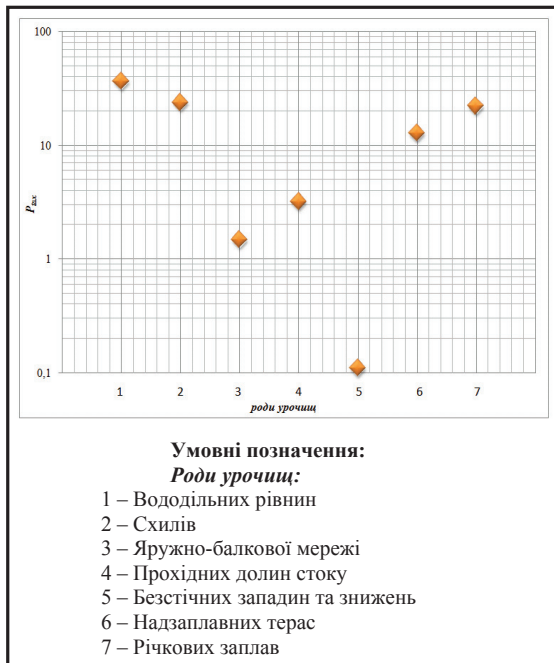 100
10
1
0,1
1 2 3 4 5 6 7
роди урочищ
Умовні позначення:
Роди урочищ:
1 – Вододільних рівнин
2 – Схилів
3 – Яружно-балкової мережі
4 – Прохідних долин стоку
5 – Безстічних западин та знижень
6 – Надзаплавних терас
7 – Річкових заплав